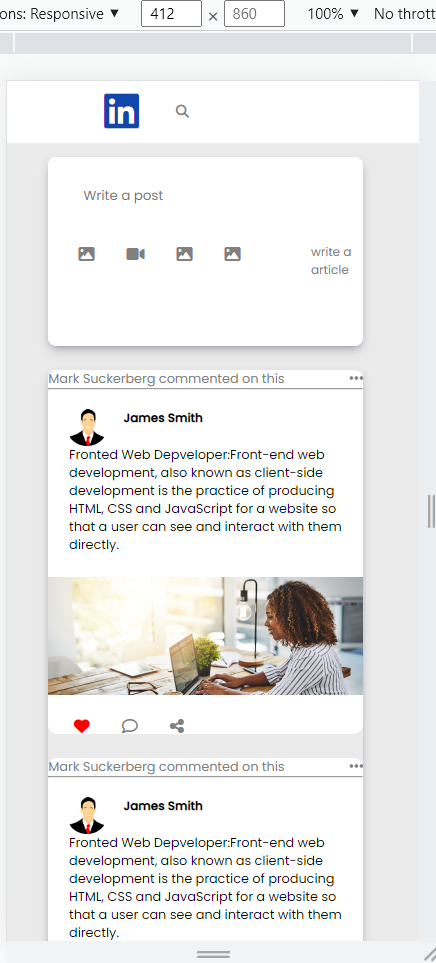 ons: Responsive ▼ 412 × 860 100% ▼ No thrott
in
Write a post
write a
article
Mark Suckerberg commented on this
James Smith
Fronted Web Depveloper:Front-end web
development, also known as client-side
development is the practice of producing
HTML, CSS and JavaScript for a website so
that a user can see and interact with them
directly.
Mark Suckerberg commented on this
James Smith
Fronted Web Depveloper:Front-end web
development, also known as client-side
development is the practice of producing
HTML, CSS and JavaScript for a website so
that a user can see and interact with them
directly.